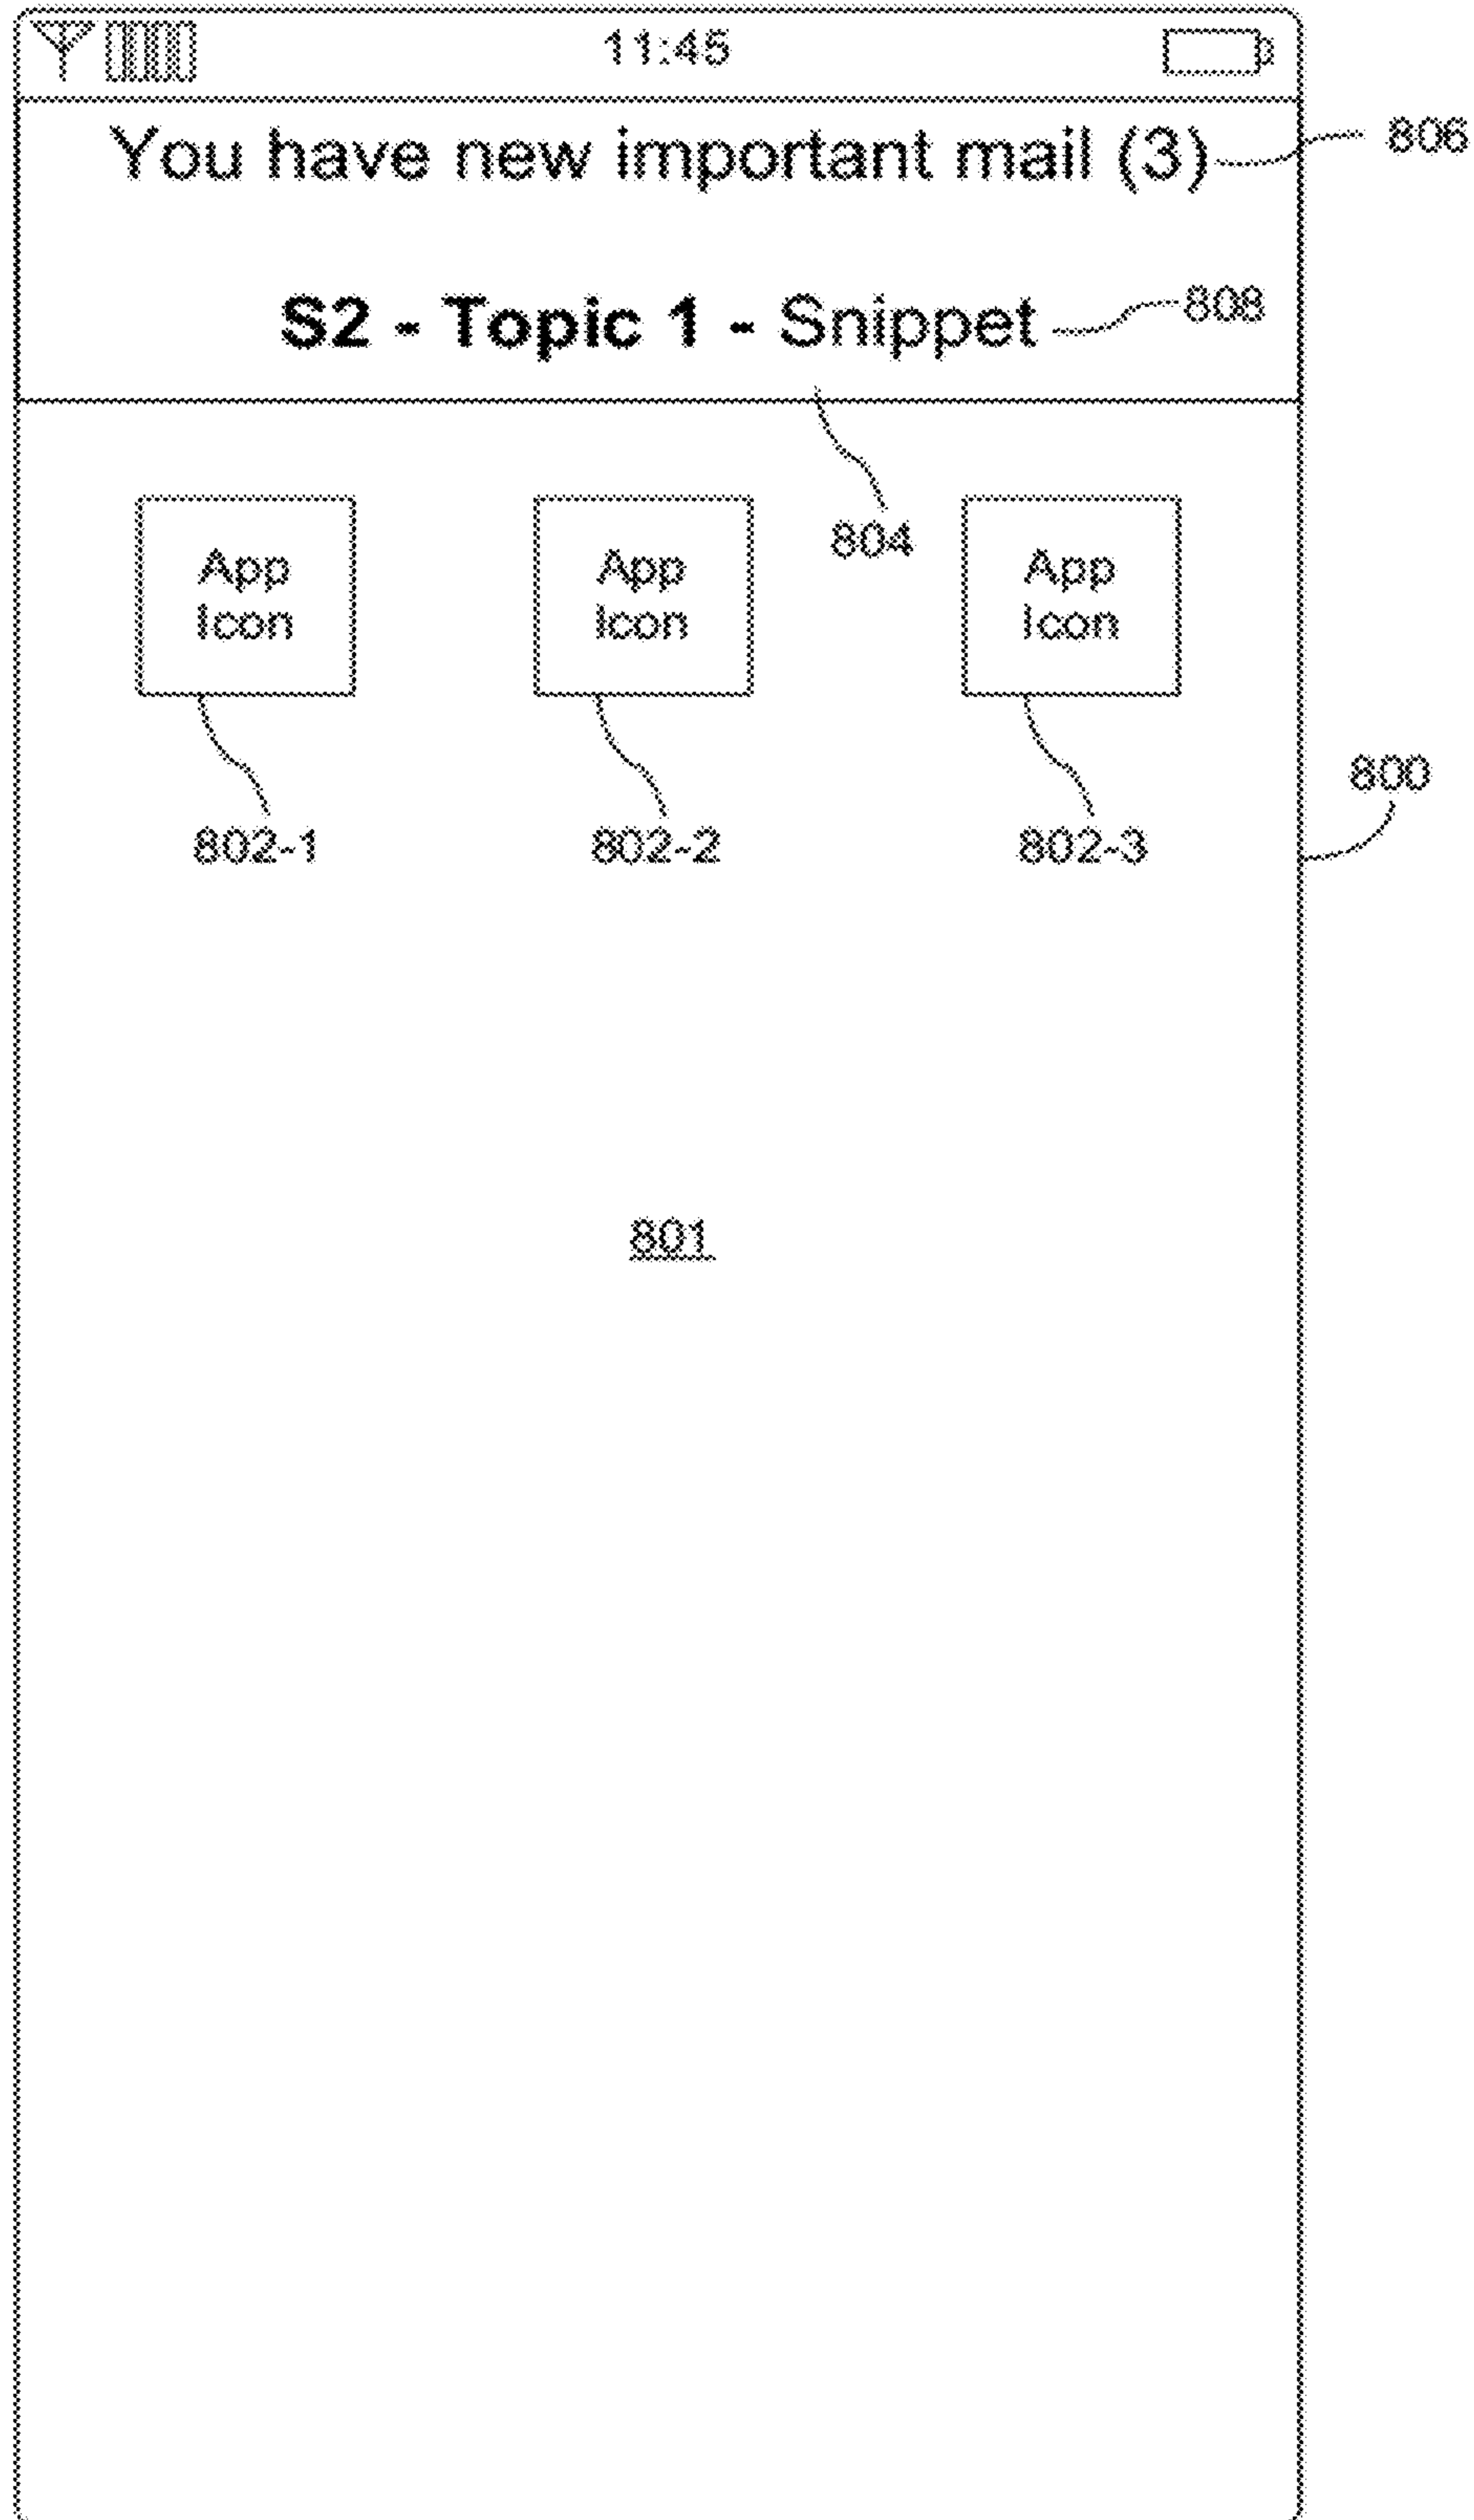 11:45
You have new important mail (3)
806
S2 - Topic 1 - Snippet
808
804
App
Icon
App
Icon
App
Icon
800
802-1
802-2
802-3
801